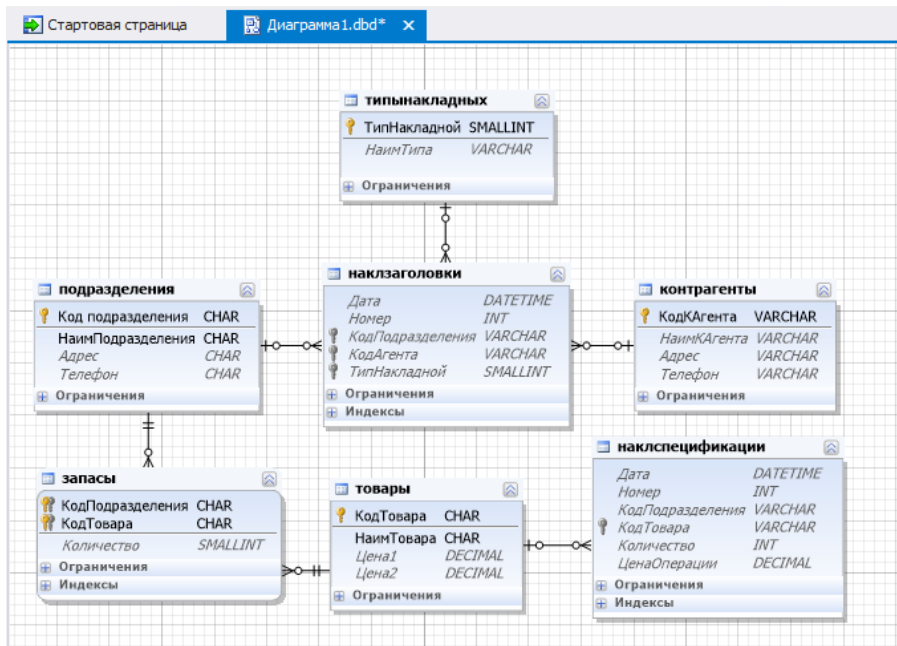 Стартовая страница
Диаграмма1.dbd*
типынакладных
ТипНакладной SMALLINT
НаимТипа VARCHAR
Ограничения
подразделения
Код подразделения CHAR
НаимПодразделения CHAR
Адрес CHAR
Телефон CHAR
Ограничения
наклзаголовки
Дата DATETIME
Номер INT
КодПодразделения VARCHAR
КодАгента VARCHAR
ТипНакладной SMALLINT
Ограничения
Индексы
контрагенты
КодКАгента VARCHAR
НаимКАгента VARCHAR
Адрес VARCHAR
Телефон VARCHAR
Ограничения
запасы
КодПодразделения CHAR
КодТовара CHAR
Количество SMALLINT
Ограничения
Индексы
товары
КодТовара CHAR
НаимТовара CHAR
Цена1 DECIMAL
Цена2 DECIMAL
Ограничения
наклспецификации
Дата DATETIME
Номер INT
КодПодразделения VARCHAR
КодТовара VARCHAR
Количество INT
ЦенаОперации DECIMAL
Ограничения
Индексы